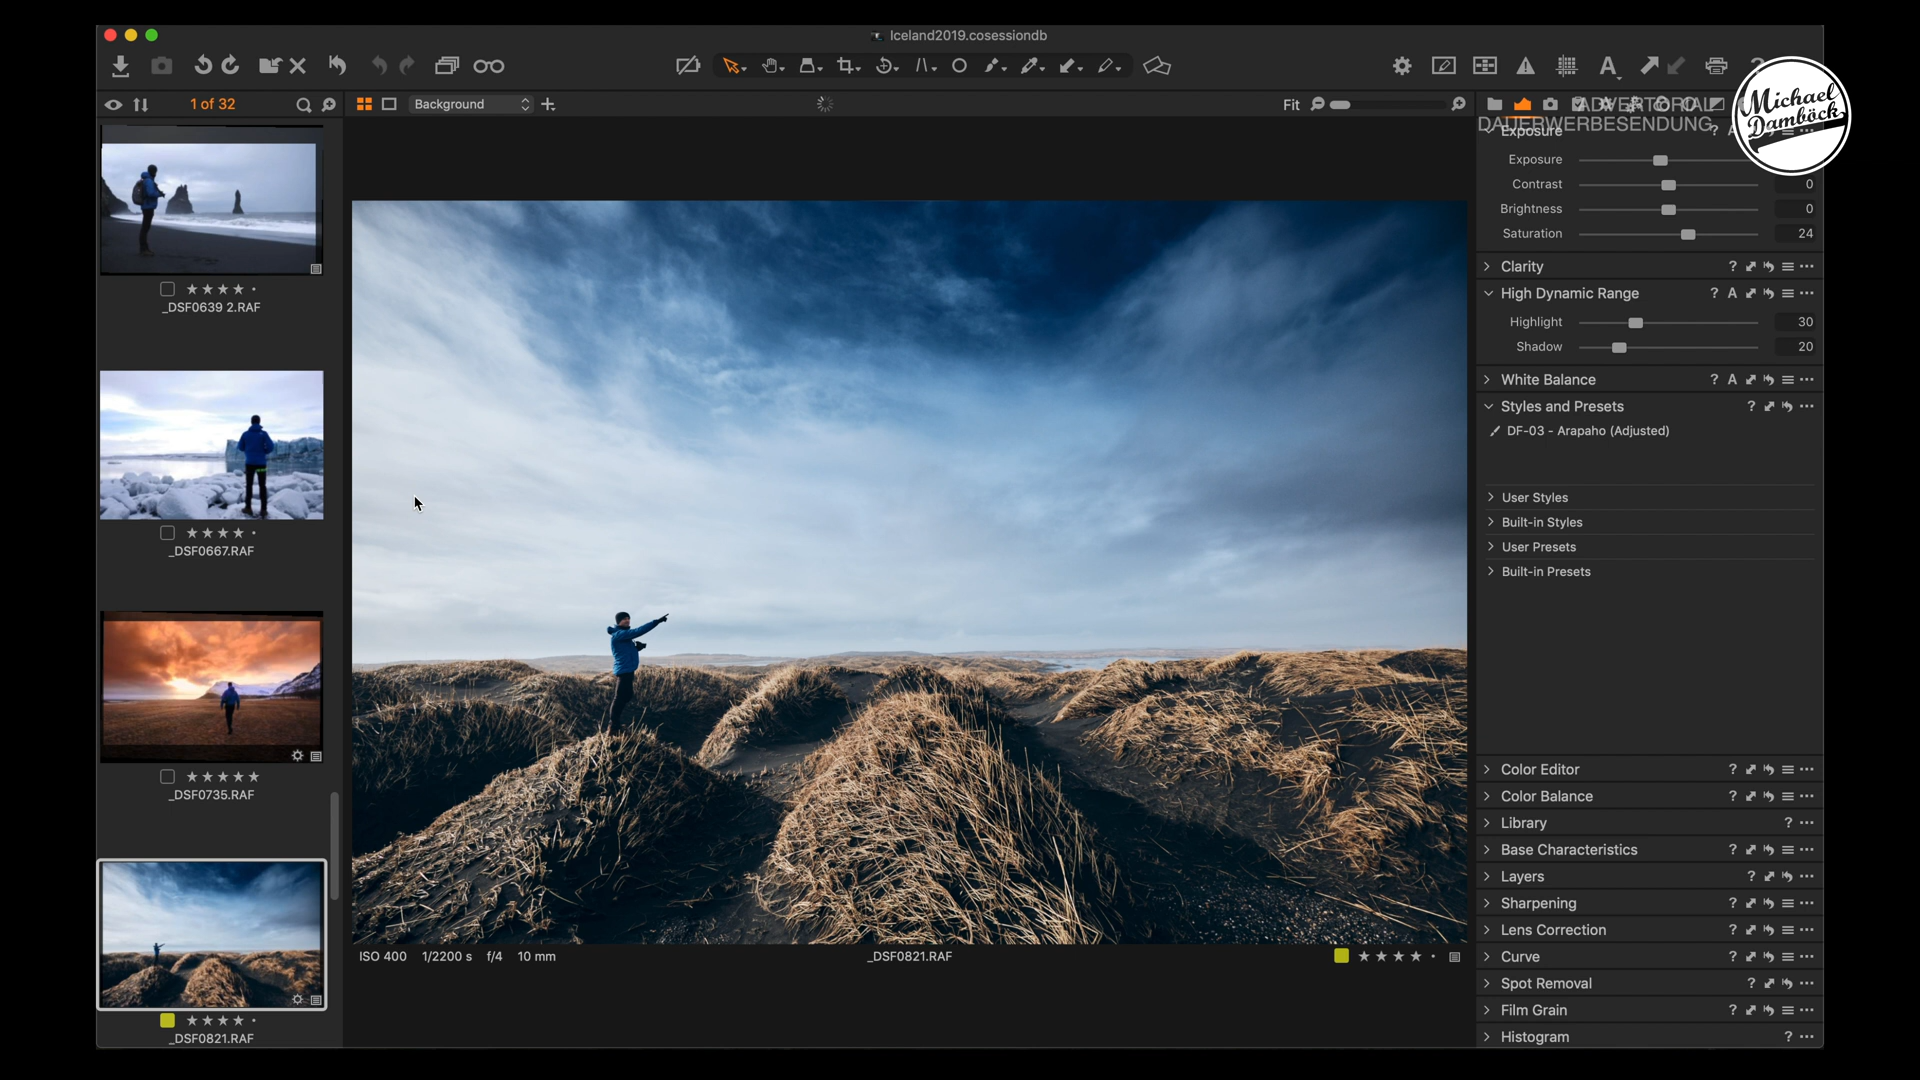 Iceland2019.cosessiondb
1 of 32
Background
Fit
ADVERTORIAL
DAUERWERBESENDUNG
Michael
Damböck
_DSF0639 2.RAF
_DSF0667.RAF
_DSF0735.RAF
_DSF0821.RAF
ISO 400 1/2200 s f/4 10 mm
_DSF0821.RAF
Exposure
Exposure
Contrast 0
Brightness 0
Saturation 24
Clarity
High Dynamic Range
Highlight 30
Shadow 20
White Balance
Styles and Presets
DF-03 - Arapaho (Adjusted)
User Styles
Built-in Styles
User Presets
Built-in Presets
Color Editor
Color Balance
Library
Base Characteristics
Layers
Sharpening
Lens Correction
Curve
Spot Removal
Film Grain
Histogram